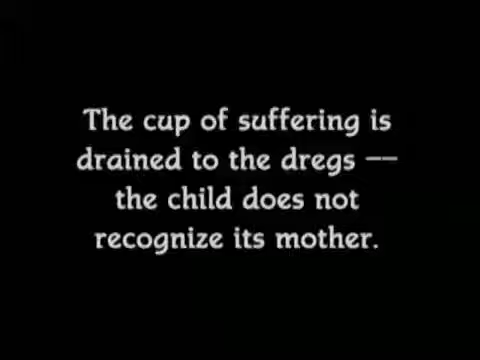 The cup of suffering is
drained to the dregs —
the child does not
recognize its mother.